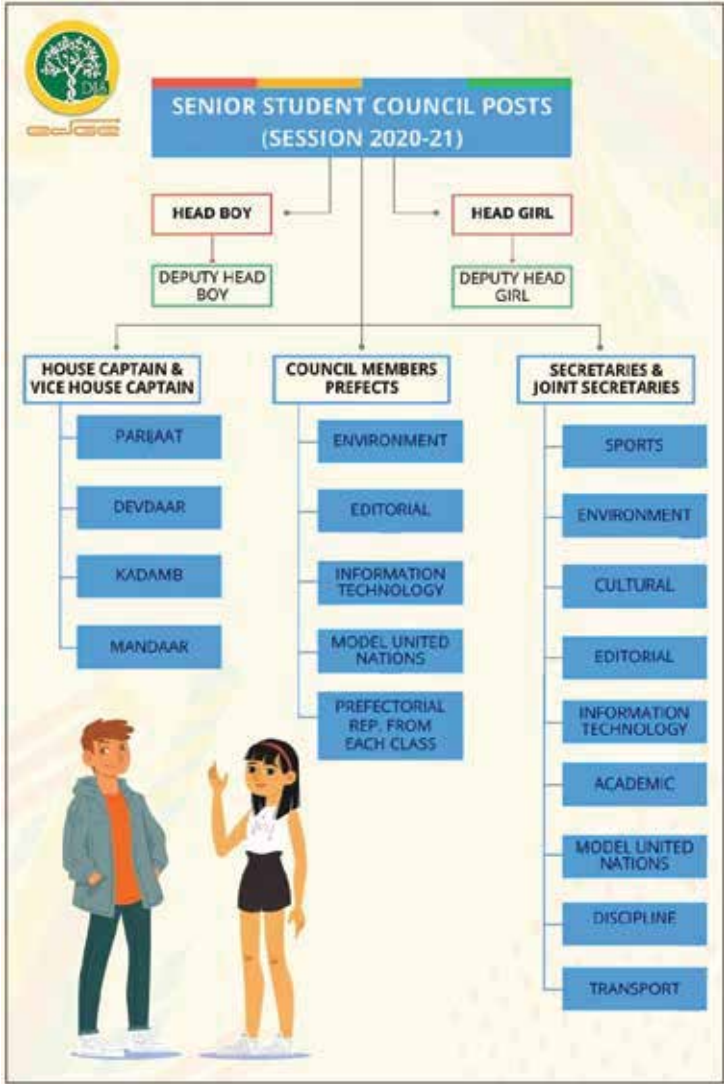 DIS
edge
SENIOR STUDENT COUNCIL POSTS
(SESSION 2020-21)
HEAD BOY
HEAD GIRL
DEPUTY HEAD
BOY
DEPUTY HEAD
GIRL
HOUSE CAPTAIN &
VICE HOUSE CAPTAIN
PARIJAAT
DEVDAAR
KADAMB
MANDAAR
COUNCIL MEMBERS
PREFECTS
ENVIRONMENT
EDITORIAL
INFORMATION
TECHNOLOGY
MODEL UNITED
NATIONS
PREFECTORIAL
REP. FROM
EACH CLASS
SECRETARIES &
JOINT SECRETARIES
SPORTS
ENVIRONMENT
CULTURAL
EDITORIAL
INFORMATION
TECHNOLOGY
ACADEMIC
MODEL UNITED
NATIONS
DISCIPLINE
TRANSPORT